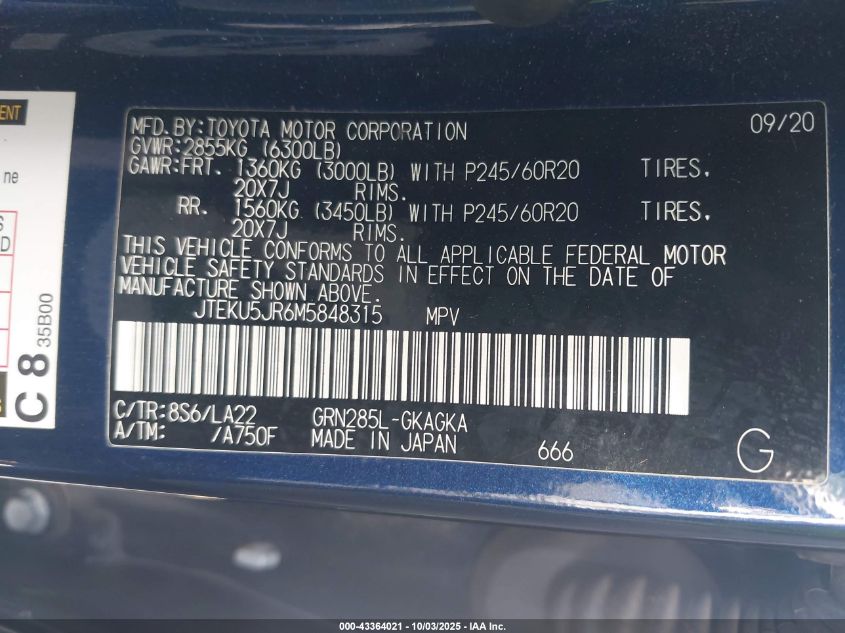 MFD.BY:TOYOTA MOTOR CORPORATION 09/20
GVWR:2855KG (6300LB)
GAWR:FRT. 1360KG (3000LB) WITH P245/60R20 TIRES,
20X7J RIMS.
RR. 1560KG (3450LB) WITH P245/60R20 TIRES,
20X7J RIMS.
THIS VEHICLE CONFORMS TO ALL APPLICABLE FEDERAL MOTOR
VEHICLE SAFETY STANDARDS IN EFFECT ON THE DATE OF
MANUFACTURE SHOWN ABOVE.
JTEKU5JR6M5848315 MPV
C/TR:8S6/LA22 GRN285L-GKAGKA
A/TM: /A750F MADE IN JAPAN 666 G
ne
C 8 35B00
000-43364021 - 10/03/2025 - IAA Inc.